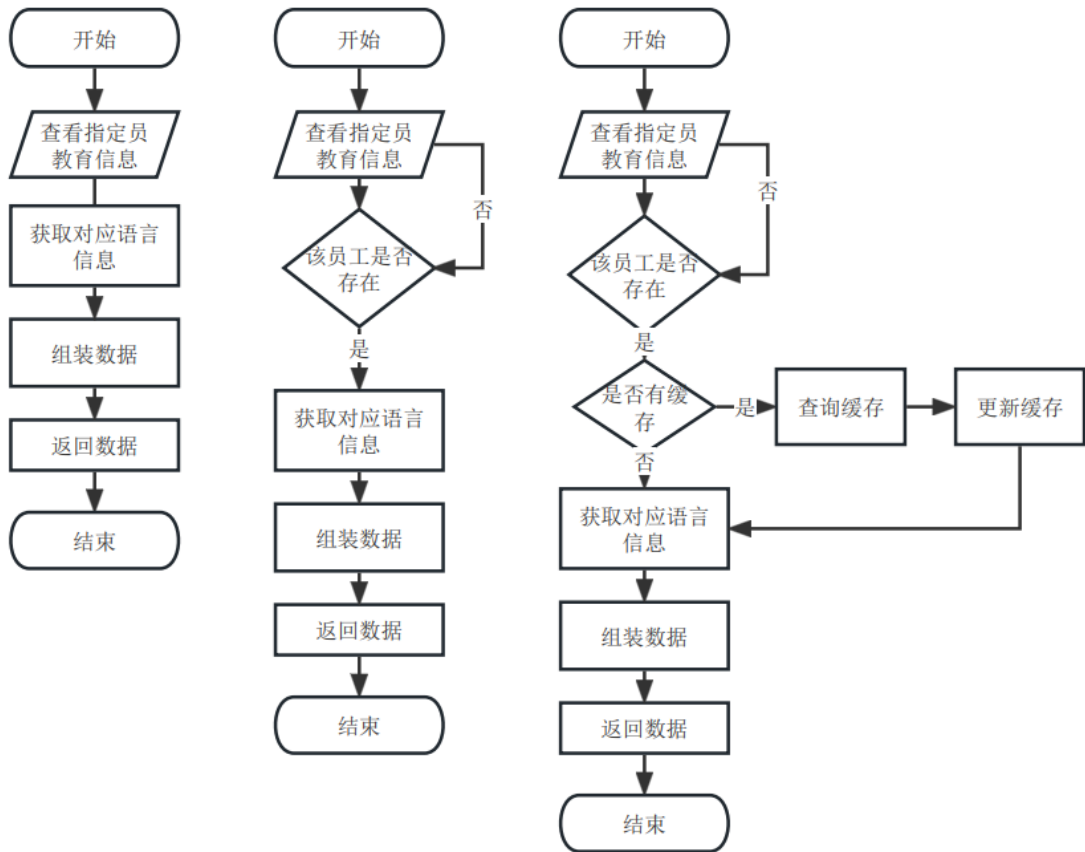 开始
查看指定员
教育信息
获取对应语言
信息
组装数据
返回数据
结束
开始
查看指定员
教育信息
否
该员工是否
存在
是
获取对应语言
信息
组装数据
返回数据
结束
开始
查看指定员
教育信息
否
该员工是否
存在
是
是否有缓
存
是
查询缓存
更新缓存
否
获取对应语言
信息
组装数据
返回数据
结束